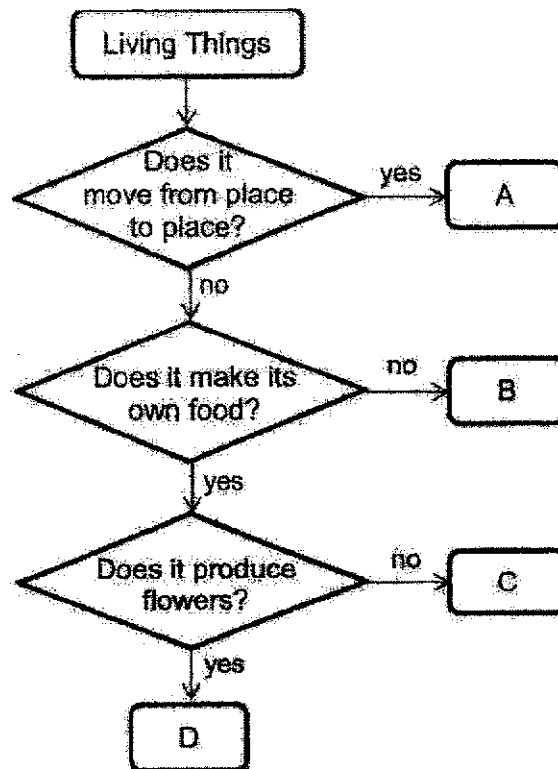 Living Things
Does it
move from place
to place?
yes
A
no
Does it make its
own food?
no
B
yes
Does it produce
flowers?
no
C
yes
D